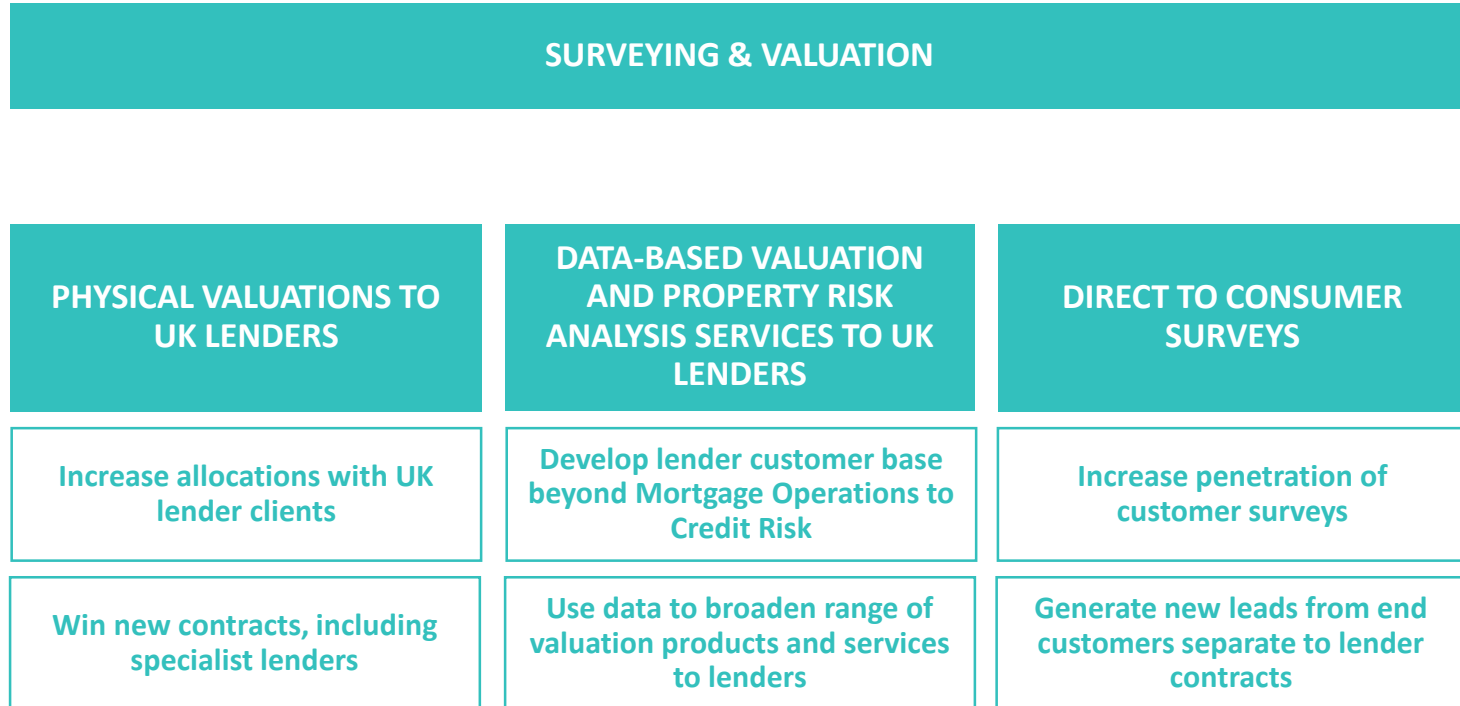 SURVEYING & VALUATION
PHYSICAL VALUATIONS TO
UK LENDERS
DATA-BASED VALUATION
AND PROPERTY RISK
ANALYSIS SERVICES TO UK
LENDERS
DIRECT TO CONSUMER
SURVEYS
Increase allocations with UK
lender clients
Develop lender customer base
beyond Mortgage Operations to
Credit Risk
Increase penetration of
customer surveys
Win new contracts, including
specialist lenders
Use data to broaden range of
valuation products and services
to lenders
Generate new leads from end
customers separate to lender
contracts